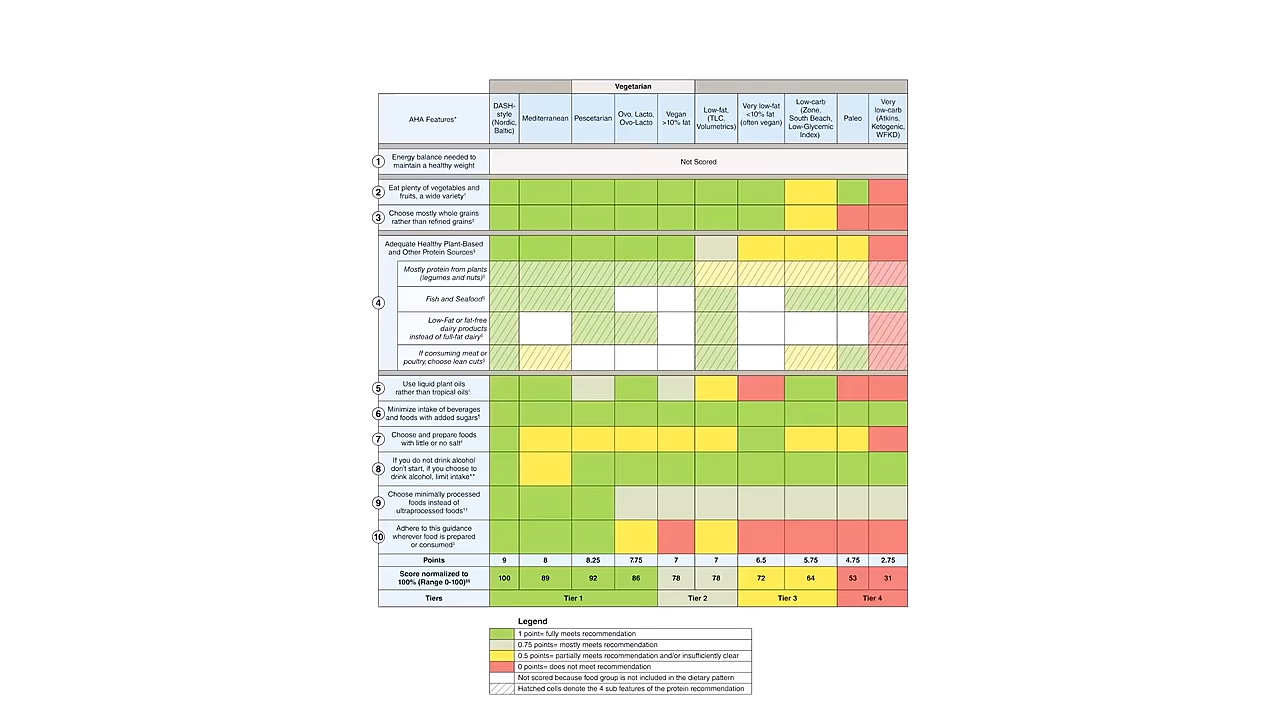 Vegetarian
AHA Features*
DASH-
style
(Nordic,
Baltic)
Mediterranean
Pescetarian
Ovo, Lacto,
Ovo-Lacto
Vegan
>10% fat
Low-fat,
(TLC,
Volumetrics)
Very low-fat
<10% fat
(often vegan)
Low-carb
(Zone,
South Beach,
Low-Glycemic
Index)
Paleo
Very
low-carb
(Atkins,
Ketogenic,
WFKD)
1 Energy balance needed to
maintain a healthy weight
Not Scored
2 Eat plenty of vegetables and
fruits, a wide variety†
3 Choose mostly whole grains
rather than refined grains‡
4
Adequate Healthy Plant-Based
and Other Protein Sources§
Mostly protein from plants
(legumes and nuts)§
Fish and Seafood§
Low-Fat or fat-free
dairy products
instead of full-fat dairy§
If consuming meat or
poultry, choose lean cuts§
5 Use liquid plant oils
rather than tropical oils
6 Minimize intake of beverages
and foods with added sugars¶
7 Choose and prepare foods
with little or no salt#
8 If you do not drink alcohol
don't start, if you choose to
drink alcohol, limit intake**
9 Choose minimally processed
foods instead of
ultraprocessed foods††
10 Adhere to this guidance
wherever food is prepared
or consumed‡
Points 9 8 8.25 7.75 7 7 6.5 5.75 4.75 2.75
Score normalized to
100% (Range 0-100)§§ 100 89 92 86 78 78 72 64 53 31
Tiers Tier 1 Tier 2 Tier 3 Tier 4
Legend
1 point= fully meets recommendation
0.75 points= mostly meets recommendation
0.5 points= partially meets recommendation and/or insufficiently clear
0 points= does not meet recommendation
Not scored because food group is not included in the dietary pattern
Hatched cells denote the 4 sub features of the protein recommendation